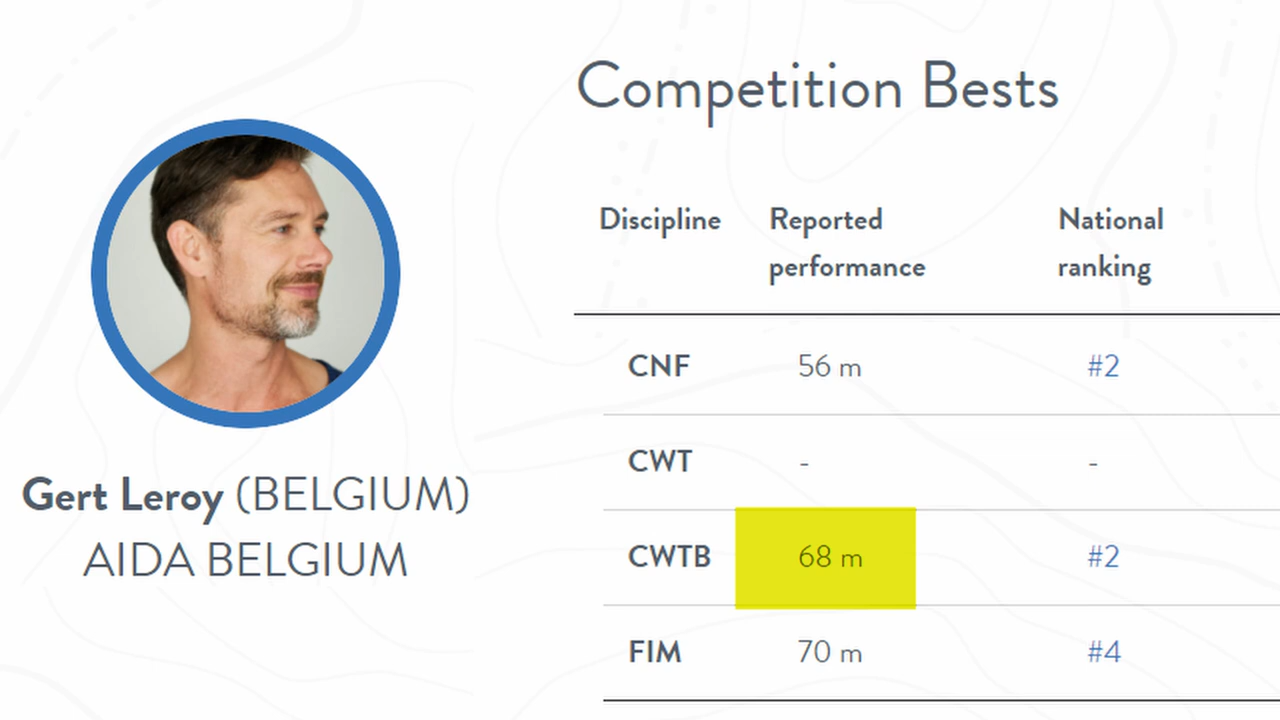 Competition Bests
Gert Leroy (BELGIUM)
AIDA BELGIUM
Discipline Reported performance National ranking
CNF 56 m #2
CWT - -
CWTB 68 m #2
FIM 70 m #4